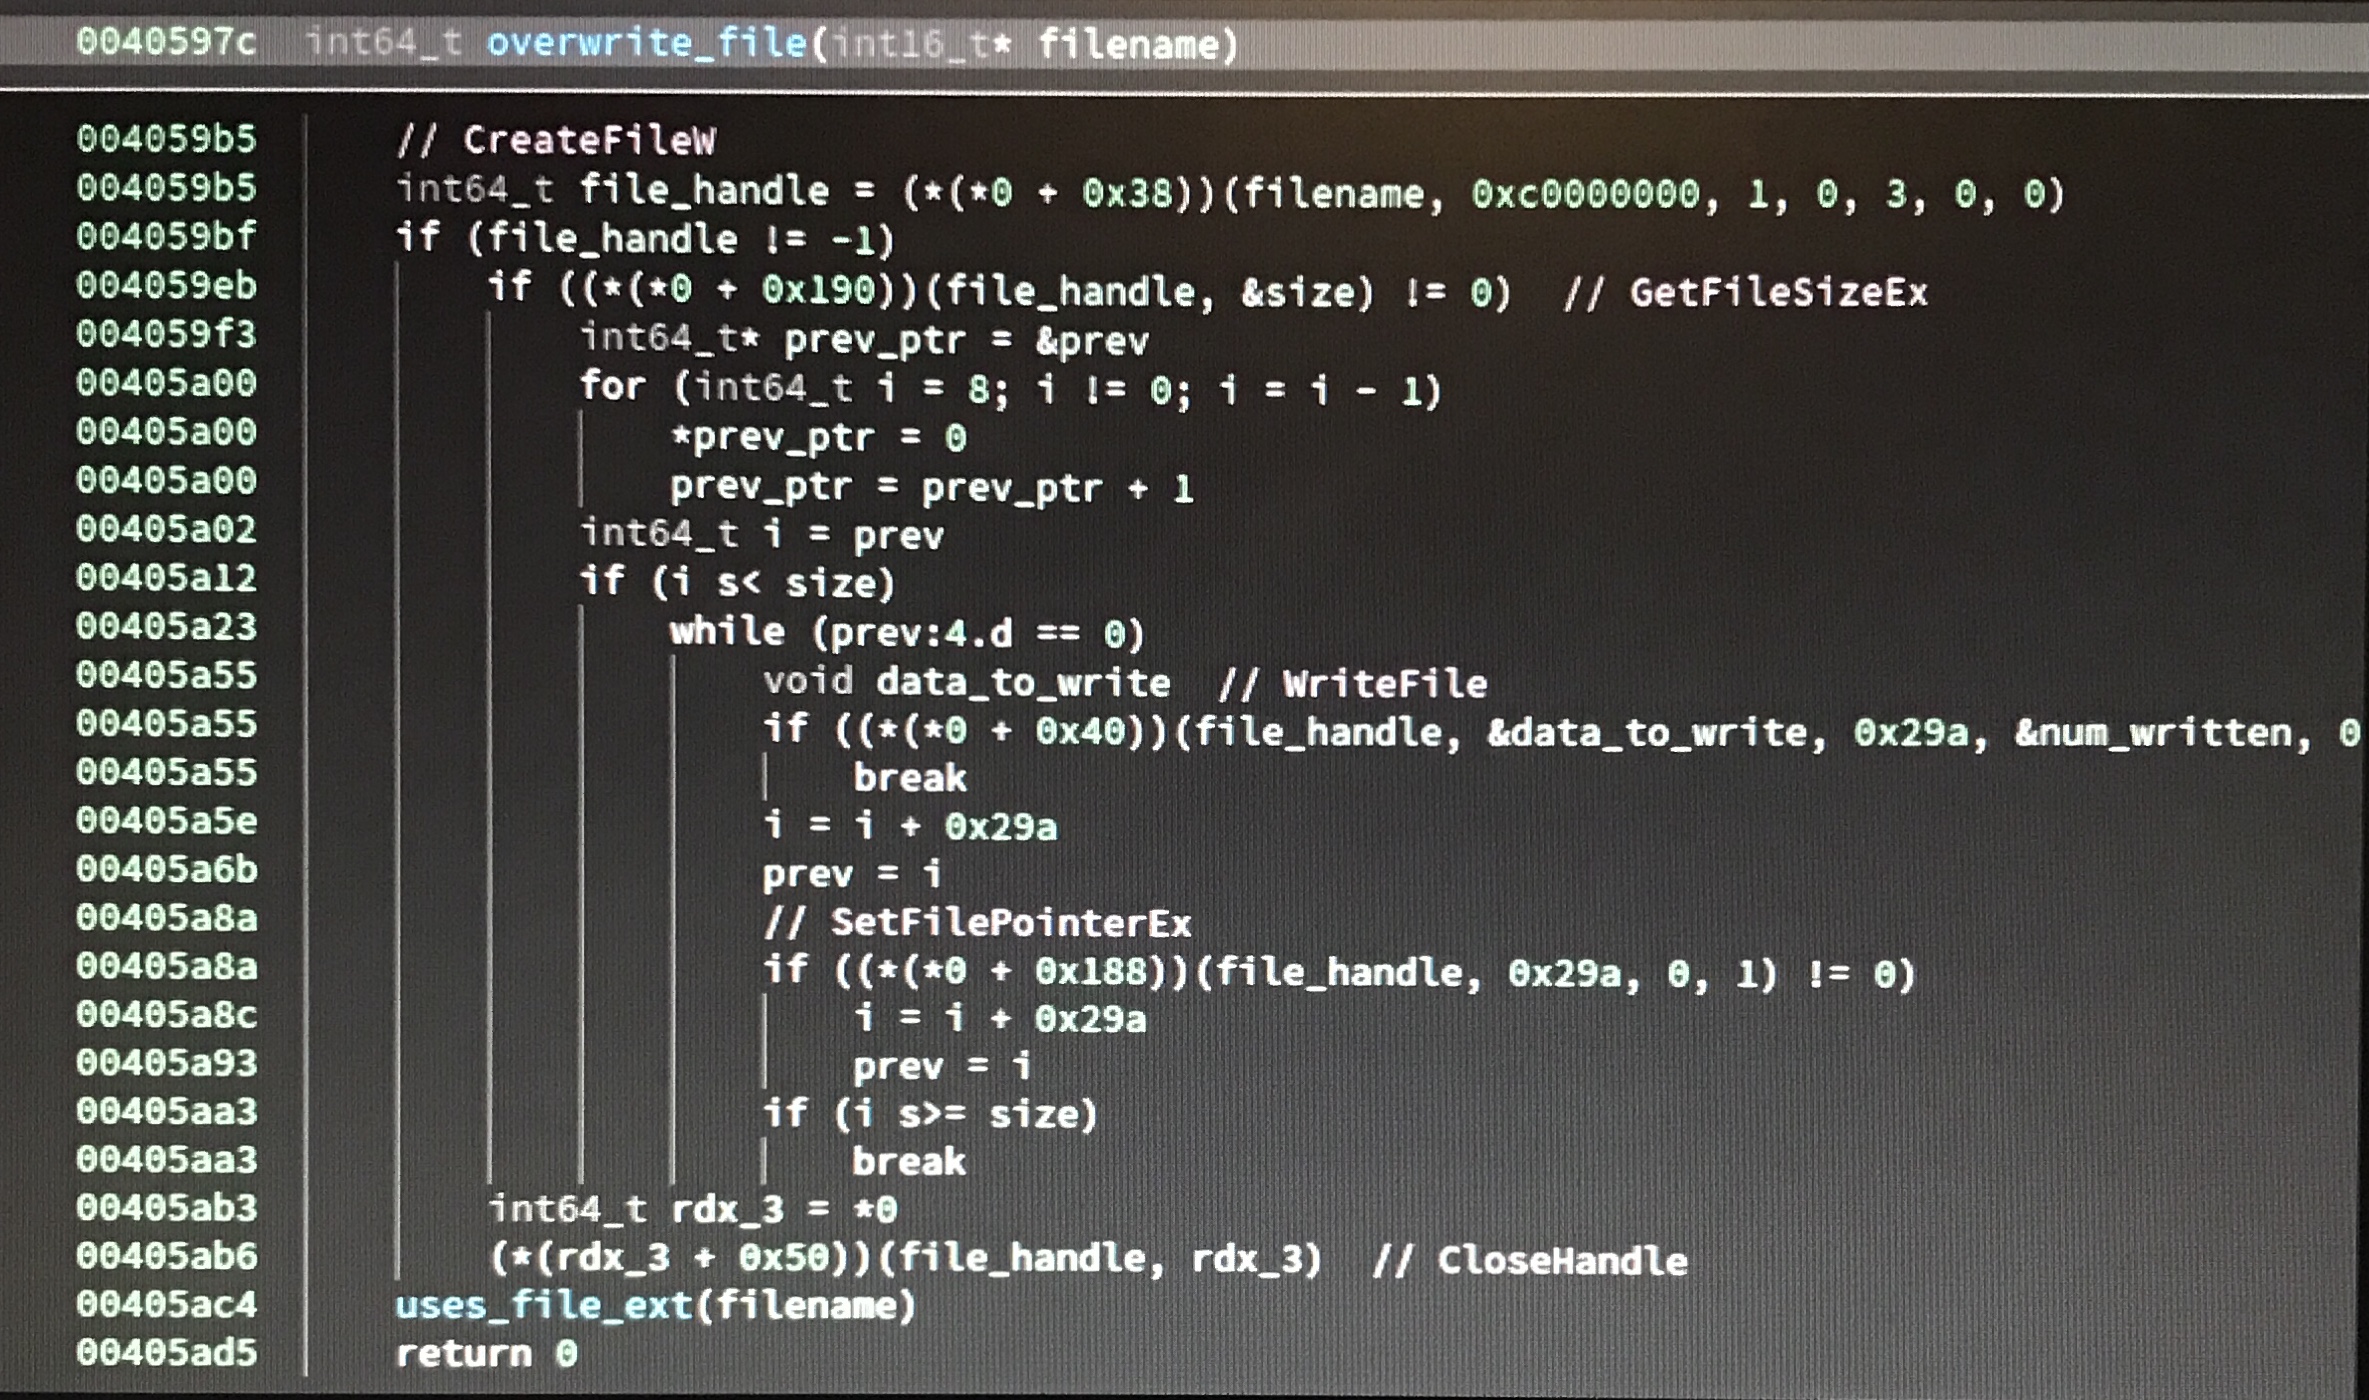 0040597c int64_t overwrite_file(int16_t* filename)
004059b5 // CreateFileW
004059b5 int64_t file_handle = (*(*0 + 0x38))(filename, 0xc0000000, 1, 0, 3, 0, 0)
004059bf if (file_handle != -1)
004059eb if ((*(*0 + 0x190))(file_handle, &size) != 0) // GetFileSizeEx
004059f3 int64_t* prev_ptr = &prev
00405a00 for (int64_t i = 8; i != 0; i = i - 1)
00405a00 *prev_ptr = 0
00405a00 prev_ptr = prev_ptr + 1
00405a02 int64_t i = prev
00405a12 if (i s< size)
00405a23 while (prev:4.d == 0)
00405a55 void data_to_write // WriteFile
00405a55 if ((*(*0 + 0x40))(file_handle, &data_to_write, 0x29a, &num_written, 0
00405a55 break
00405a5e i = i + 0x29a
00405a6b prev = i
00405a8a // SetFilePointerEx
00405a8a if ((*(*0 + 0x188))(file_handle, 0x29a, 0, 1) != 0)
00405a8c i = i + 0x29a
00405a93 prev = i
00405aa3 if (i s>= size)
00405aa3 break
00405ab3 int64_t rdx_3 = *0
00405ab6 (*(rdx_3 + 0x50))(file_handle, rdx_3) // CloseHandle
00405ac4 uses_file_ext(filename)
00405ad5 return 0